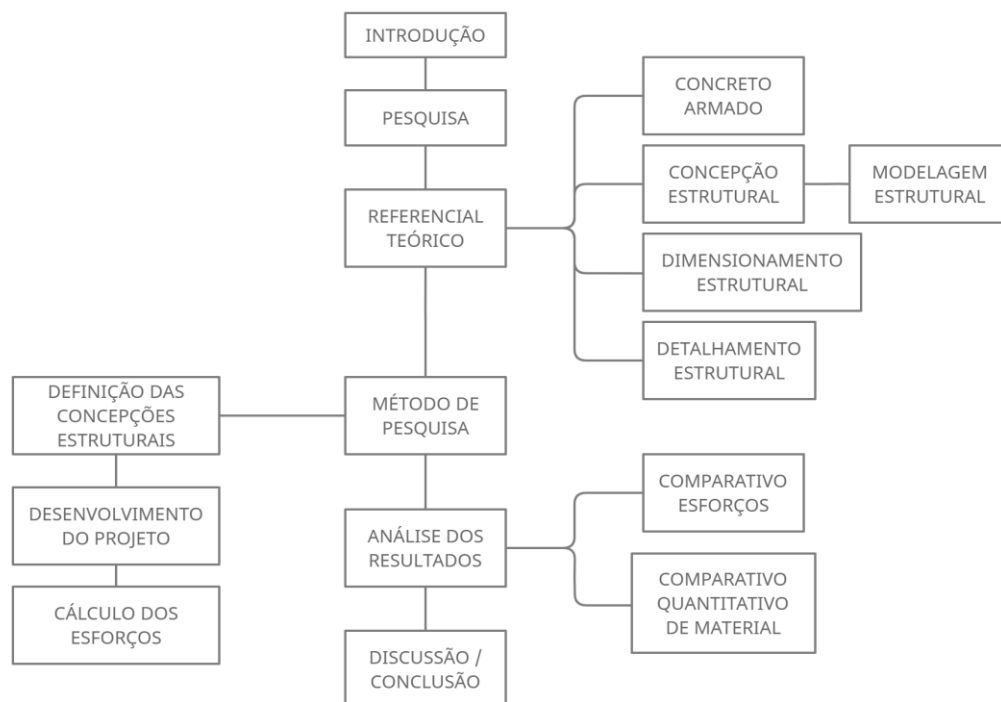 INTRODUÇÃO
PESQUISA
REFERENCIAL
TEÓRICO
CONCRETO
ARMADO
CONCEPÇÃO
ESTRUTURAL
MODELAGEM
ESTRUTURAL
DIMENSIONAMENTO
ESTRUTURAL
DETALHAMENTO
ESTRUTURAL
MÉTODO DE
PESQUISA
DEFINIÇÃO DAS
CONCEPÇÕES
ESTRUTURAIS
DESENVOLVIMENTO
DO PROJETO
CÁLCULO DOS
ESFORÇOS
ANÁLISE DOS
RESULTADOS
COMPARATIVO
ESFORÇOS
COMPARATIVO
QUANTITATIVO
DE MATERIAL
DISCUSSÃO /
CONCLUSÃO